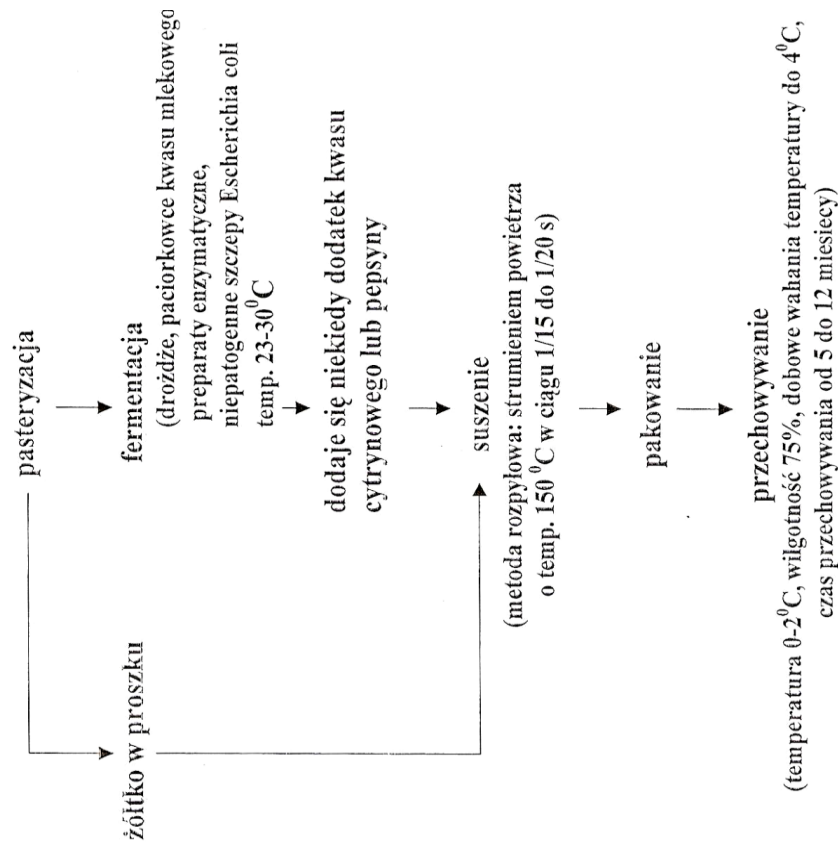 pasteryzacja
żółtko w proszku
fermentacja
(drożdże, paciorkowce kwasu mlekowego
preparaty enzymatyczne,
niepatogenne szczepy Escherichia coli
temp. 23-30⁰C
dodaje się niekiedy dodatek kwasu
cytrynowego lub pepsyny
suszenie
(metoda rozpyłowa: strumieniem powietrza
o temp. 150 ⁰C w ciągu 1/15 do 1/20 s)
pakowanie
przechowywanie
(temperatura 0-2⁰C, wilgotność 75%, dobowe wahania temperatury do 4⁰C,
czas przechowywania od 5 do 12 miesiecy)